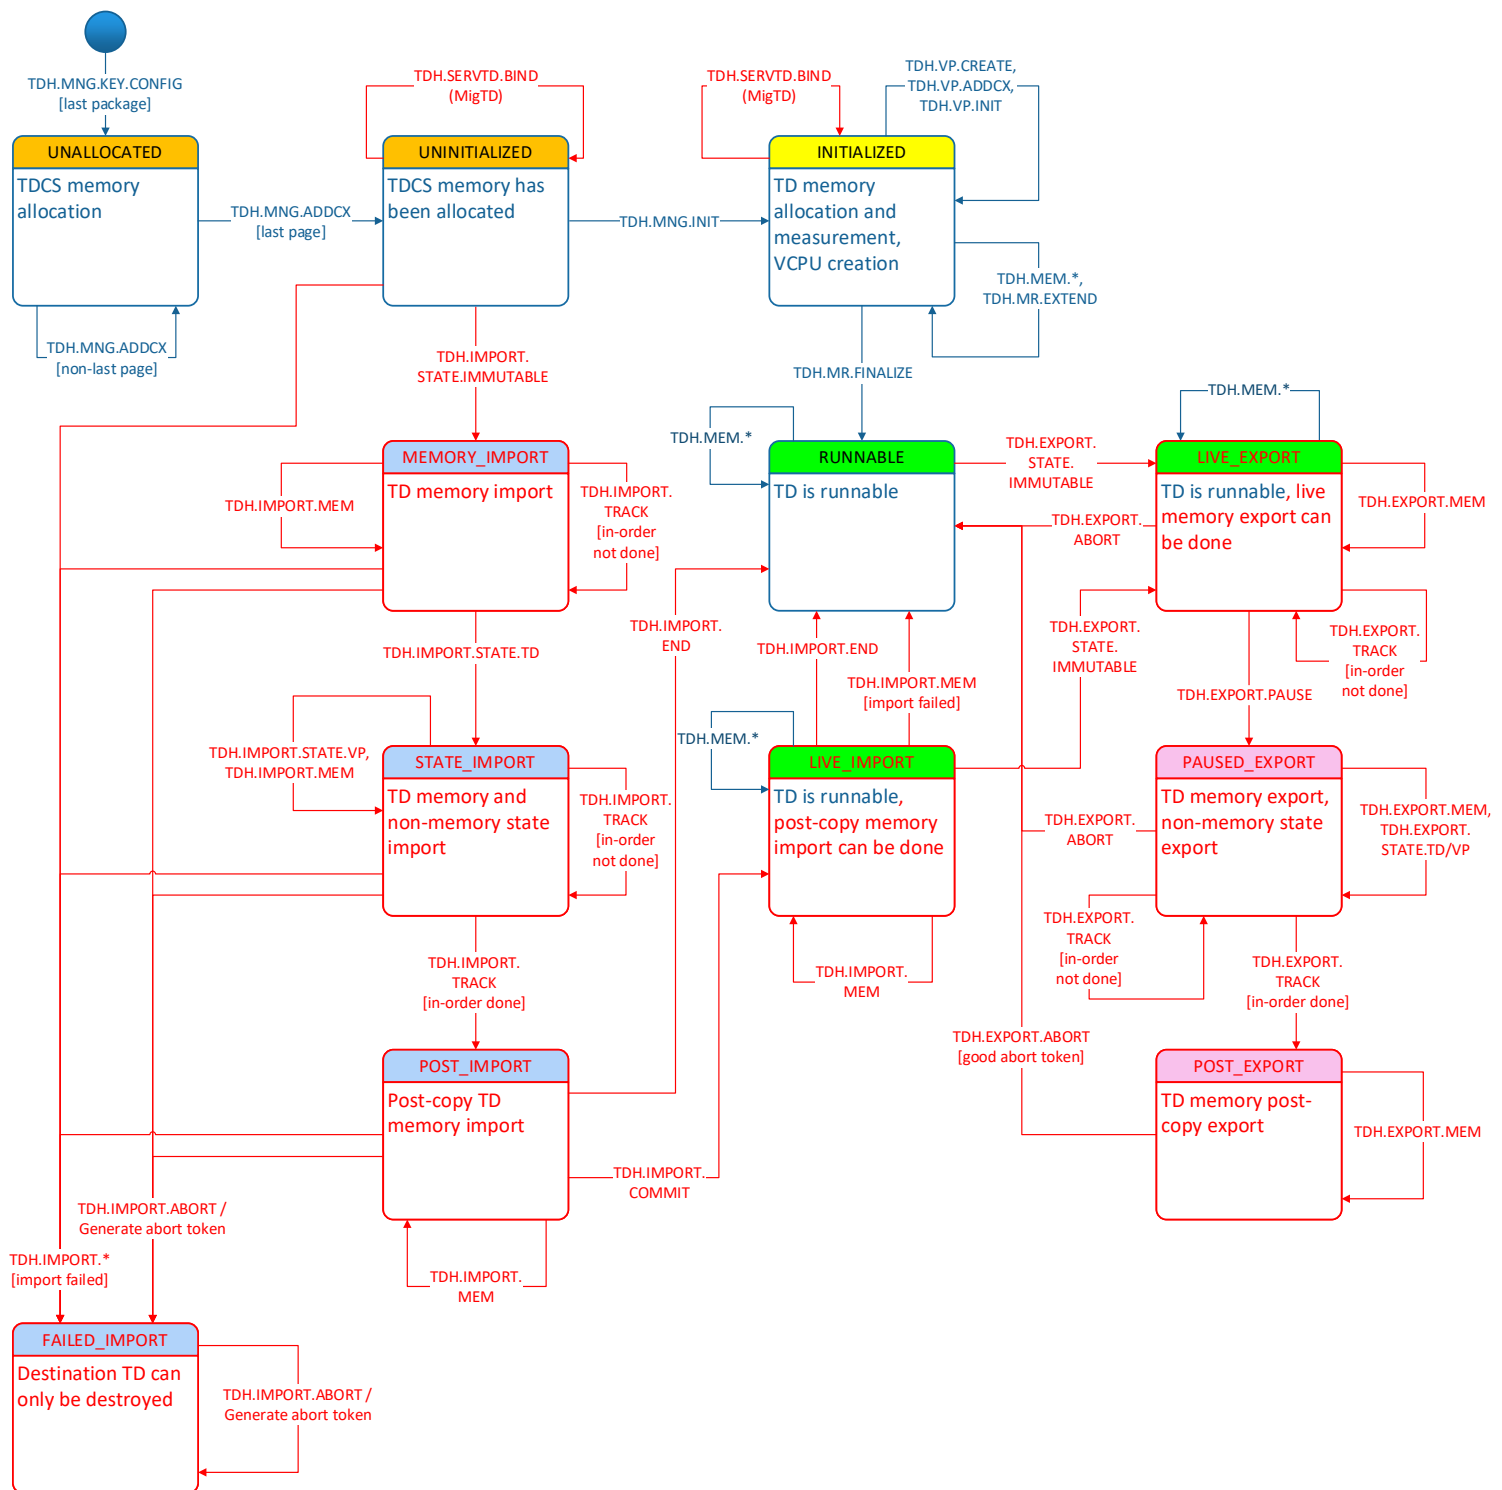 TDH.MNG.KEY.CONFIG
[last package]
TDH.SERVTD.BIND
(MigTD)
TDH.SERVTD.BIND
(MigTD)
TDH.VP.CREATE,
TDH.VP.ADDCX,
TDH.VP.INIT
UNALLOCATED
TDCS memory
allocation
TDH.MNG.ADDCX
[last page]
UNINITIALIZED
TDCS memory has
been allocated
TDH.MNG.INIT
INITIALIZED
TD memory
allocation and
measurement,
VCPU creation
TDH.MEM.*,
TDH.MR.EXTEND
TDH.MNG.ADDCX
[non-last page]
TDH.IMPORT.
STATE.IMMUTABLE
TDH.MR.FINALIZE
TDH.MEM.*
TDH.MEM.*
MEMORY_IMPORT
TD memory import
TDH.IMPORT.MEM
TDH.IMPORT.
TRACK
[in-order
not done]
RUNNABLE
TD is runnable
TDH.EXPORT.
STATE.
IMMUTABLE
TDH.EXPORT.
ABORT
LIVE_EXPORT
TD is runnable, live
memory export can
be done
TDH.EXPORT.MEM
TDH.IMPORT.STATE.TD
TDH.IMPORT.
END
TDH.IMPORT.END
TDH.IMPORT.MEM
[import failed]
TDH.EXPORT.
STATE.
IMMUTABLE
TDH.EXPORT.
TRACK
[in-order
not done]
TDH.EXPORT.PAUSE
TDH.IMPORT.STATE.VP,
TDH.IMPORT.MEM
STATE_IMPORT
TD memory and
non-memory state
import
TDH.IMPORT.
TRACK
[in-order
not done]
TDH.MEM.*
LIVE_IMPORT
TD is runnable,
post-copy memory
import can be done
TDH.EXPORT.
ABORT
PAUSED_EXPORT
TD memory export,
non-memory state
export
TDH.EXPORT.MEM,
TDH.EXPORT.
STATE.TD/VP
TDH.IMPORT.
TRACK
[in-order done]
TDH.IMPORT.
MEM
TDH.EXPORT.
TRACK
[in-order
not done]
TDH.EXPORT.
TRACK
[in-order done]
TDH.EXPORT.ABORT
[good abort token]
POST_IMPORT
Post-copy TD
memory import
POST_EXPORT
TD memory post-
copy export
TDH.EXPORT.MEM
TDH.IMPORT.
COMMIT
TDH.IMPORT.ABORT /
Generate abort token
TDH.IMPORT.*
[import failed]
TDH.IMPORT.
MEM
FAILED_IMPORT
Destination TD can
only be destroyed
TDH.IMPORT.ABORT /
Generate abort token